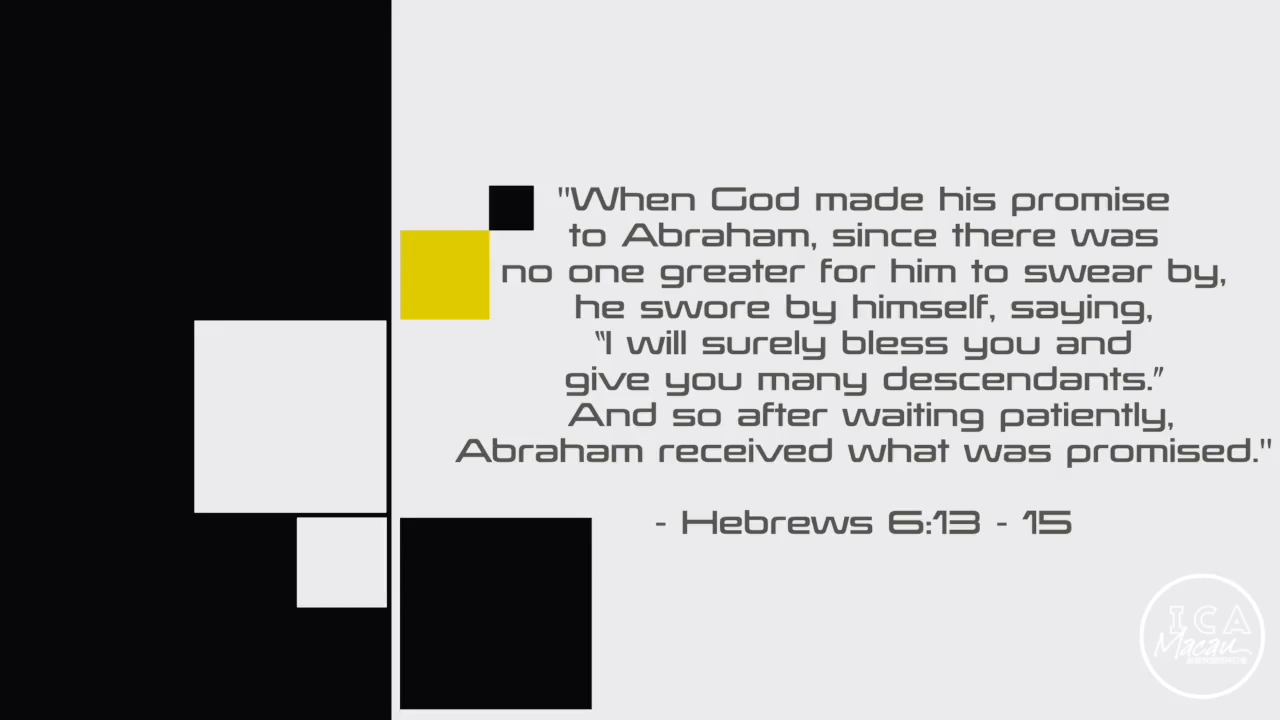 "When God made his promise
to Abraham, since there was
no one greater for him to swear by,
he swore by himself, saying,
“I will surely bless you and
give you many descendants.”
And so after waiting patiently,
Abraham received what was promised."
- Hebrews 6:13 - 15
ICA
Macau